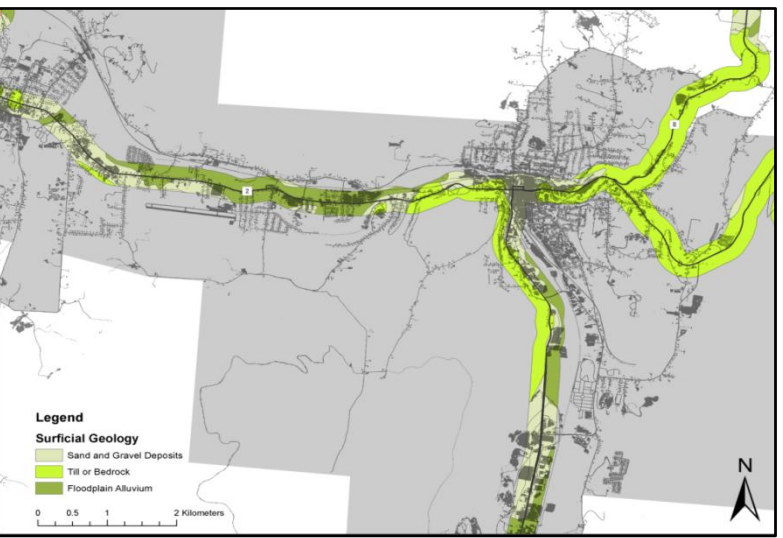 8
2
Legend
Surficial Geology
Sand and Gravel Deposits
Till or Bedrock
Floodplain Alluvium
0 0.5 1 2 Kilometers
N